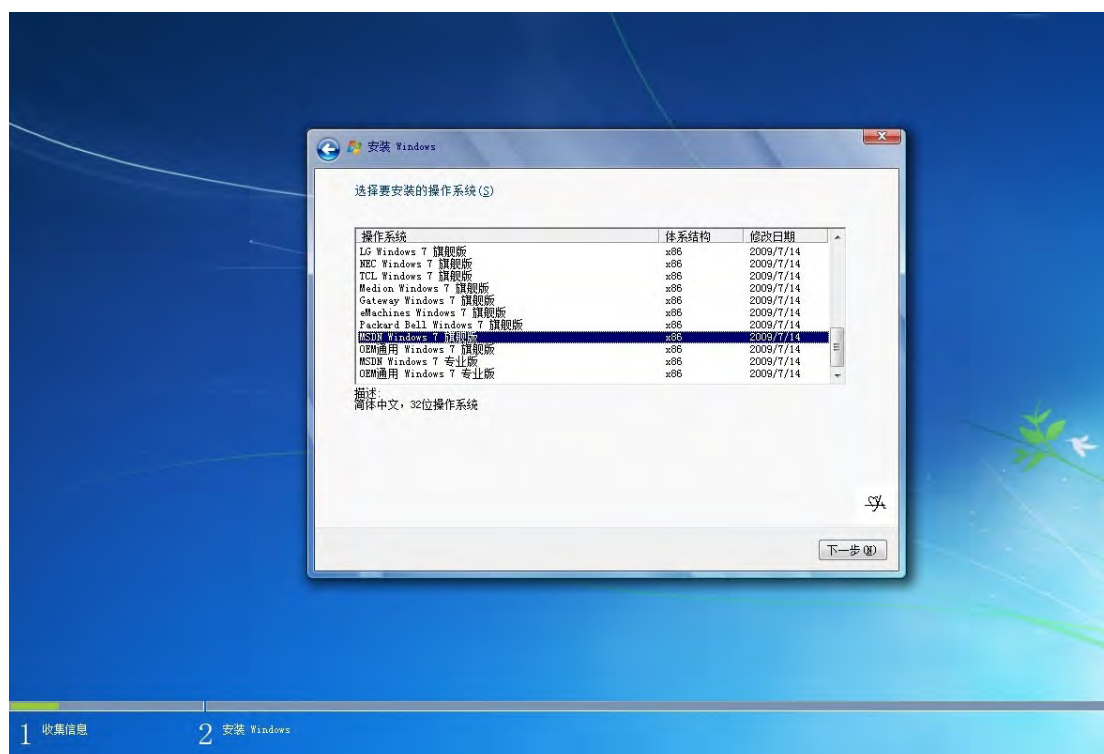 安装 Windows
选择要安装的操作系统(S)
操作系统 体系结构 修改日期
LG Windows 7 旗舰版 x86 2009/7/14
NEC Windows 7 旗舰版 x86 2009/7/14
TCL Windows 7 旗舰版 x86 2009/7/14
Medion Windows 7 旗舰版 x86 2009/7/14
Gateway Windows 7 旗舰版 x86 2009/7/14
eMachines Windows 7 旗舰版 x86 2009/7/14
Packard Bell Windows 7 旗舰版 x86 2009/7/14
MSDN Windows 7 旗舰版 x86 2009/7/14
OEM通用 Windows 7 旗舰版 x86 2009/7/14
MSDN Windows 7 专业版 x86 2009/7/14
OEM通用 Windows 7 专业版 x86 2009/7/14
描述:
简体中文，32位操作系统
下一步(N)
1 收集信息 2 安装 Windows